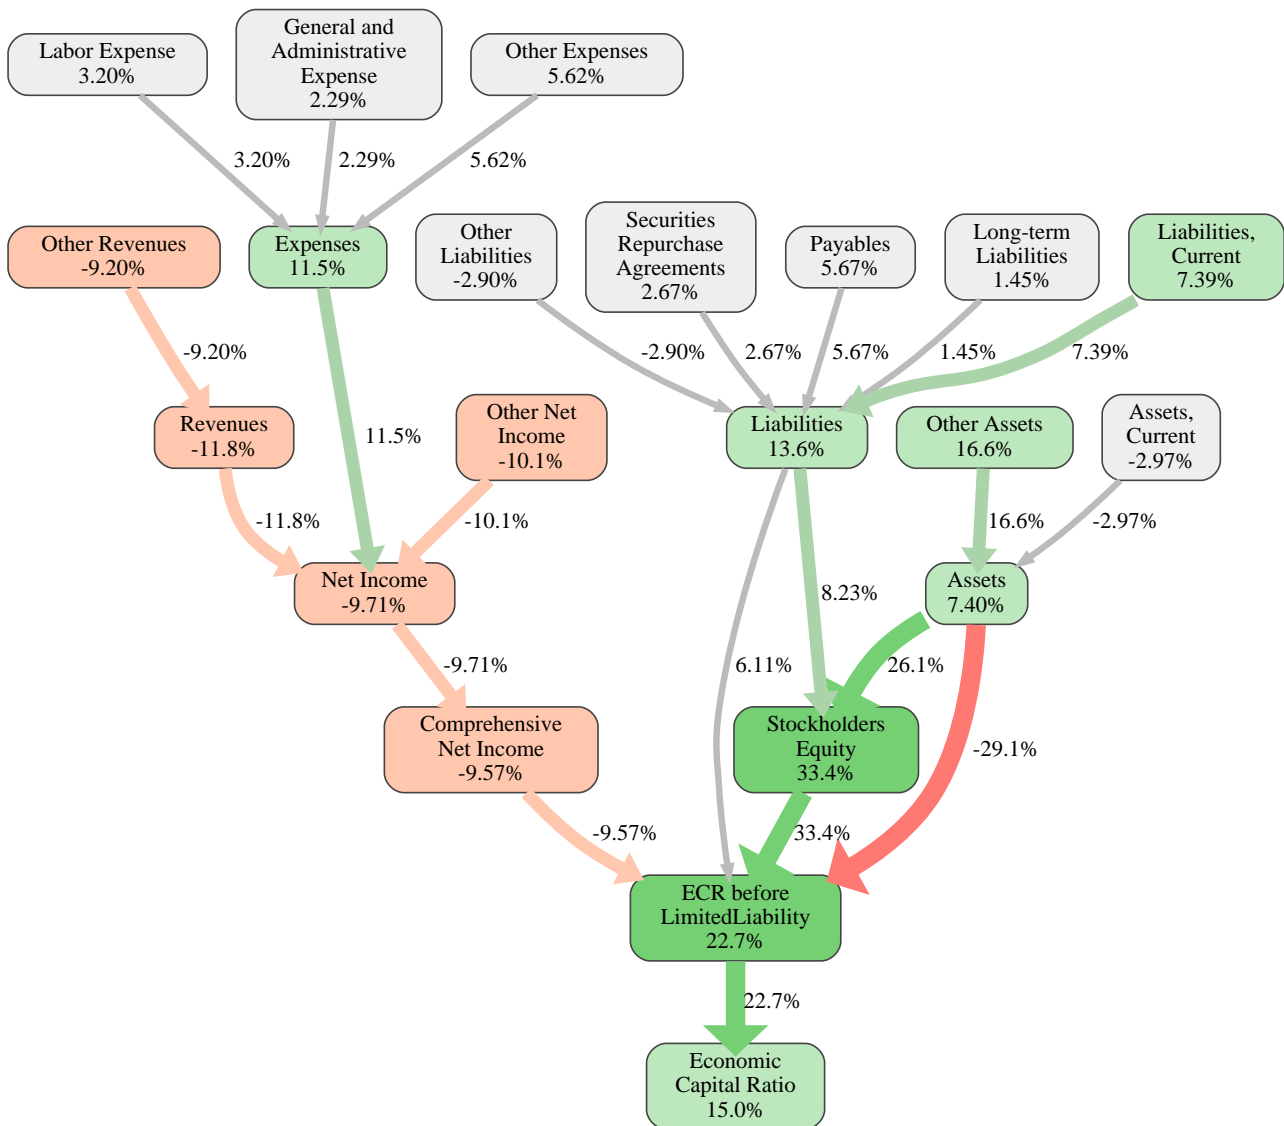 Labor Expense
3.20%
General and
Administrative
Expense
2.29%
Other Expenses
5.62%
3.20%
2.29%
5.62%
Other Revenues
-9.20%
Expenses
11.5%
Other
Liabilities
-2.90%
Securities
Repurchase
Agreements
2.67%
Payables
5.67%
Long-term
Liabilities
1.45%
Liabilities,
Current
7.39%
-9.20%
-2.90%
2.67%
5.67%
1.45%
7.39%
Revenues
-11.8%
11.5%
Other Net
Income
-10.1%
Liabilities
13.6%
Other Assets
16.6%
Assets,
Current
-2.97%
-11.8%
-10.1%
16.6%
-2.97%
Net Income
-9.71%
8.23%
Assets
7.40%
-9.71%
6.11%
26.1%
Comprehensive
Net Income
-9.57%
Stockholders
Equity
33.4%
-29.1%
-9.57%
33.4%
ECR before
LimitedLiability
22.7%
22.7%
Economic
Capital Ratio
15.0%